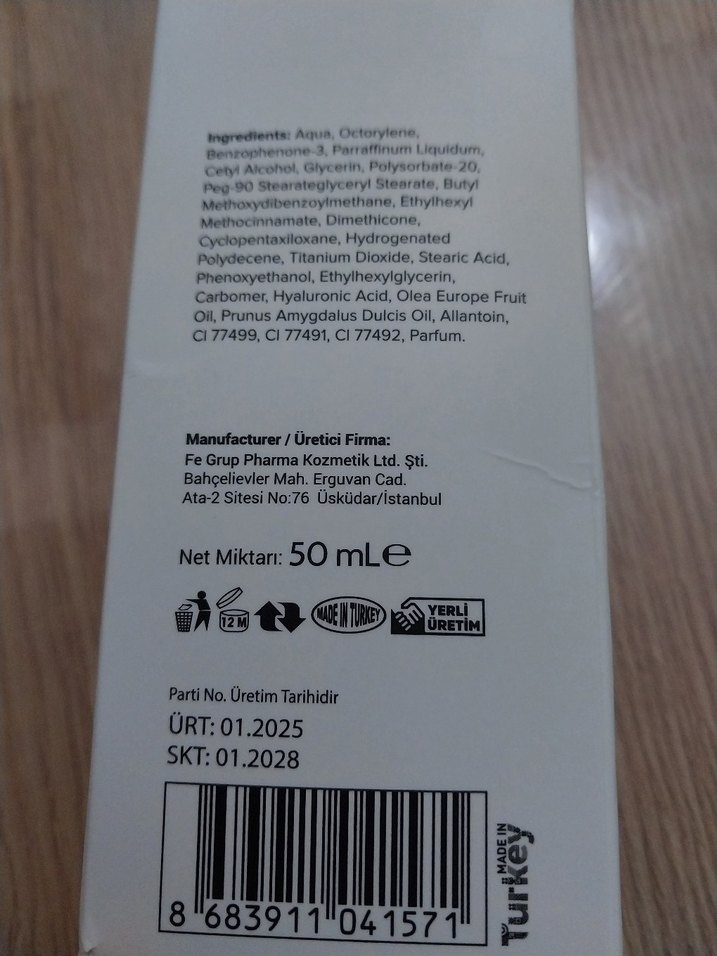 Ingredients: Aqua, Octorylene,
Benzophenone-3, Parraffinum Liquidum,
Cetyl Alcohol, Glycerin, Polysorbate-20,
Peg-90 Stearateglyceryl Stearate, Butyl
Methoxydibenzoylmethane, Ethylhexyl
Methocinnamate, Dimethicone,
Cyclopentaxiloxane, Hydrogenated
Polydecene, Titanium Dioxide, Stearic Acid,
Phenoxyethanol, Ethylhexylglycerin,
Carbomer, Hyaluronic Acid, Olea Europe Fruit
Oil, Prunus Amygdalus Dulcis Oil, Allantoin,
CI 77499, CI 77491, CI 77492, Parfum.
Manufacturer / Üretici Firma:
Fe Grup Pharma Kozmetik Ltd. Şti.
Bahçelievler Mah. Erguvan Cad.
Ata-2 Sitesi No:76 Üsküdar/İstanbul
Net Miktarı: 50 mL e
12 M
MADE IN TURKEY
YERLİ
ÜRETİM
Parti No. Üretim Tarihidir
ÜRT: 01.2025
SKT: 01.2028
8 683911 041571
MADE IN
Turkey